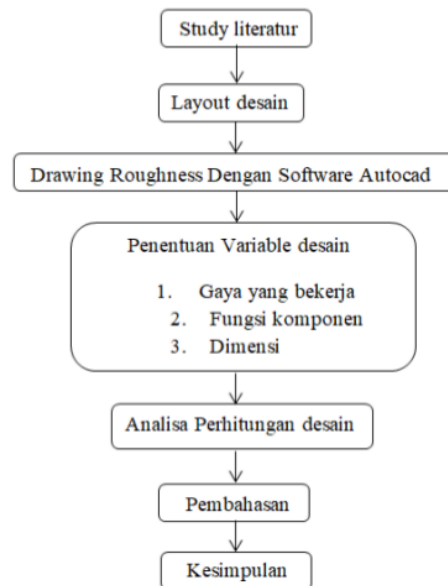 Study literatur
Layout desain
Drawing Roughness Dengan Software Autocad
Penentuan Variable desain
1. Gaya yang bekerja
2. Fungsi komponen
3. Dimensi
Analisa Perhitungan desain
Pembahasan
Kesimpulan